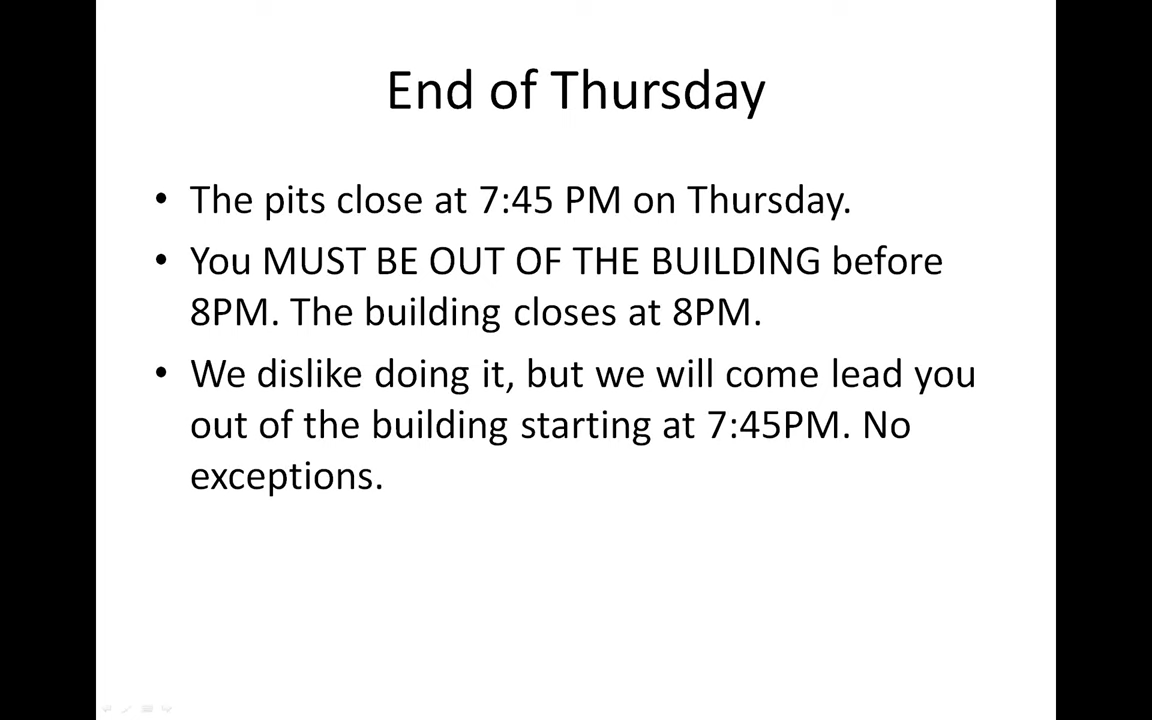 End of Thursday
• The pits close at 7:45 PM on Thursday.
• You MUST BE OUT OF THE BUILDING before
8PM. The building closes at 8PM.
• We dislike doing it, but we will come lead you
out of the building starting at 7:45PM. No
exceptions.